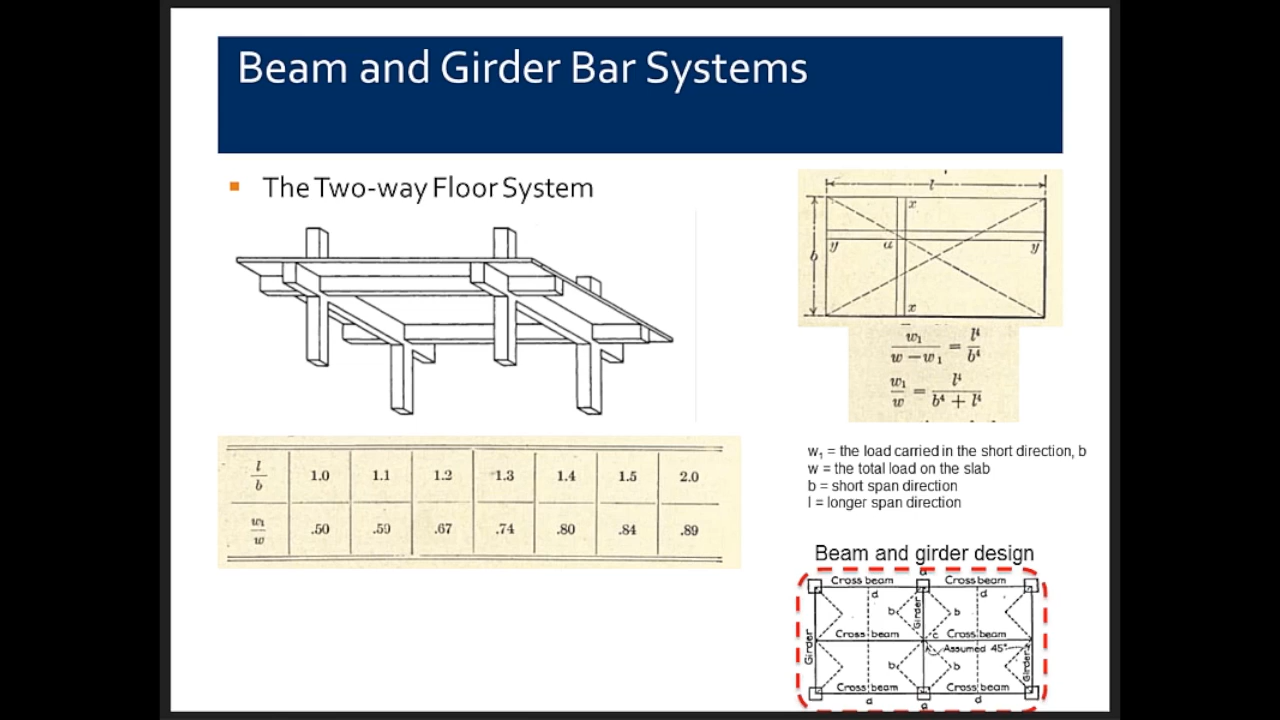 Beam and Girder Bar Systems
The Two-way Floor System
l
x
y a y
b
x
w1 / w − w1 = l⁴ / b⁴
w1 / w = l⁴ / b⁴ + l⁴
w1 = the load carried in the short direction, b
w = the total load on the slab
b = short span direction
l = longer span direction
l/b 1.0 1.1 1.2 1.3 1.4 1.5 2.0
w1/w .50 .59 .67 .74 .80 .84 .89
Beam and girder design
a
Cross beam Cross beam
d d
b Girder b
Girder Cross beam c Cross beam
Assumed 45°
b b Girder
Cross beam Cross beam
d a d